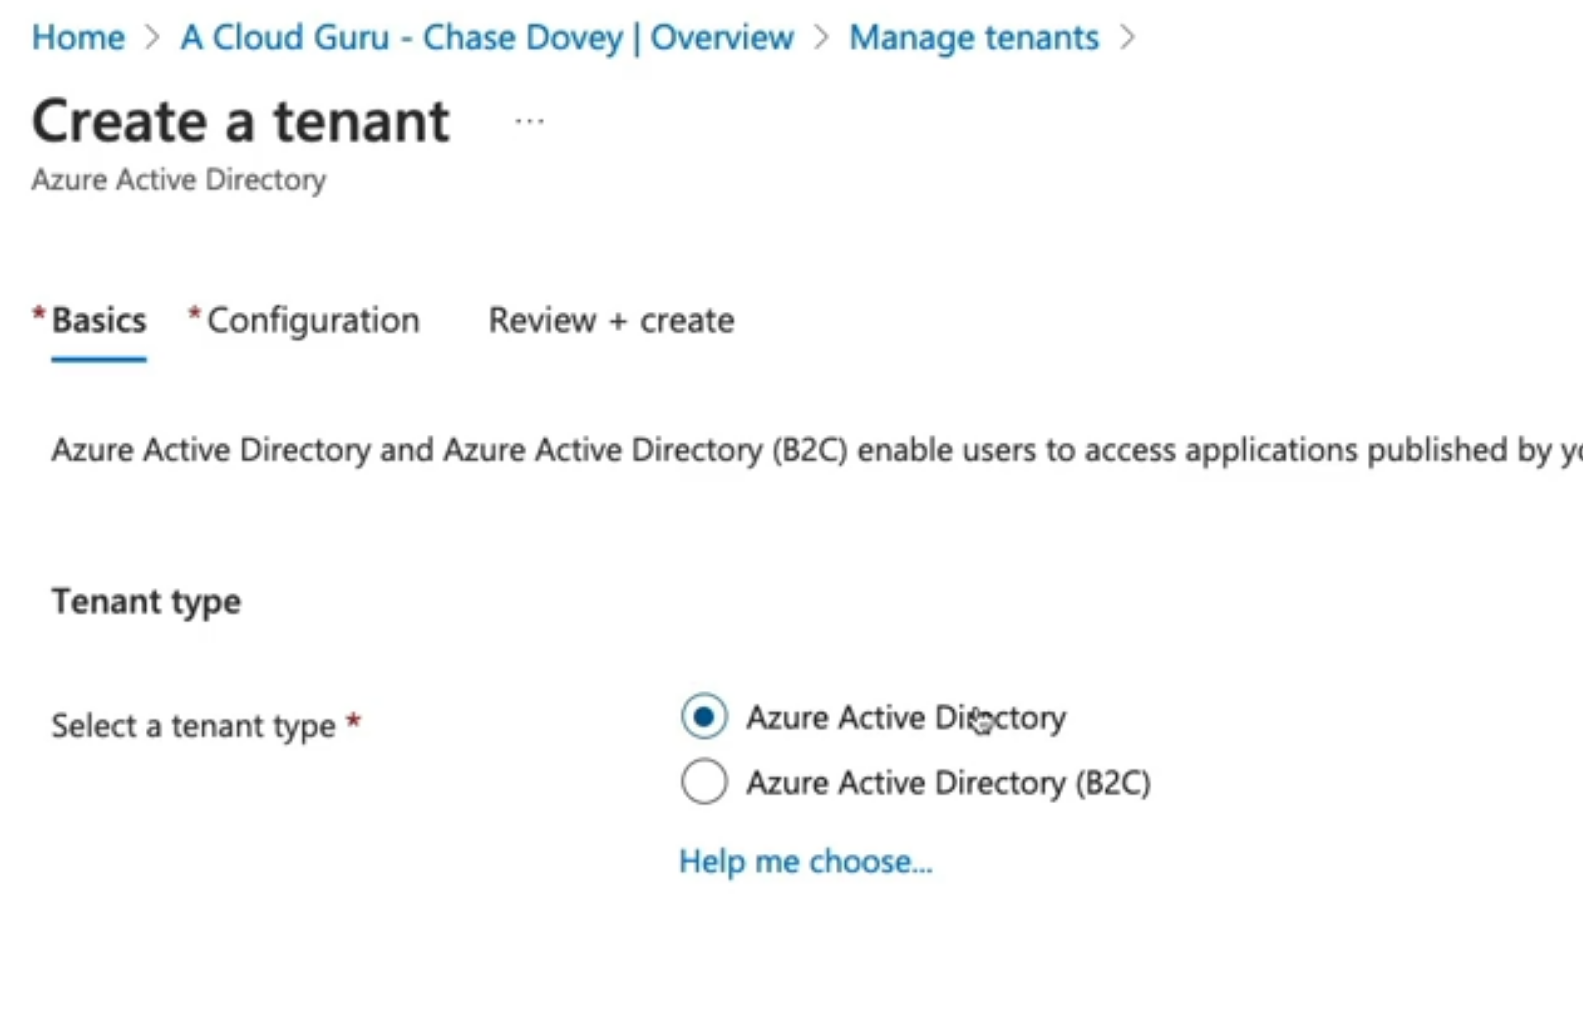 Home > A Cloud Guru - Chase Dovey | Overview > Manage tenants >
Create a tenant ...
Azure Active Directory
* Basics * Configuration Review + create
Azure Active Directory and Azure Active Directory (B2C) enable users to access applications published by
Tenant type
Select a tenant type *
Azure Active Directory
Azure Active Directory (B2C)
Help me choose...